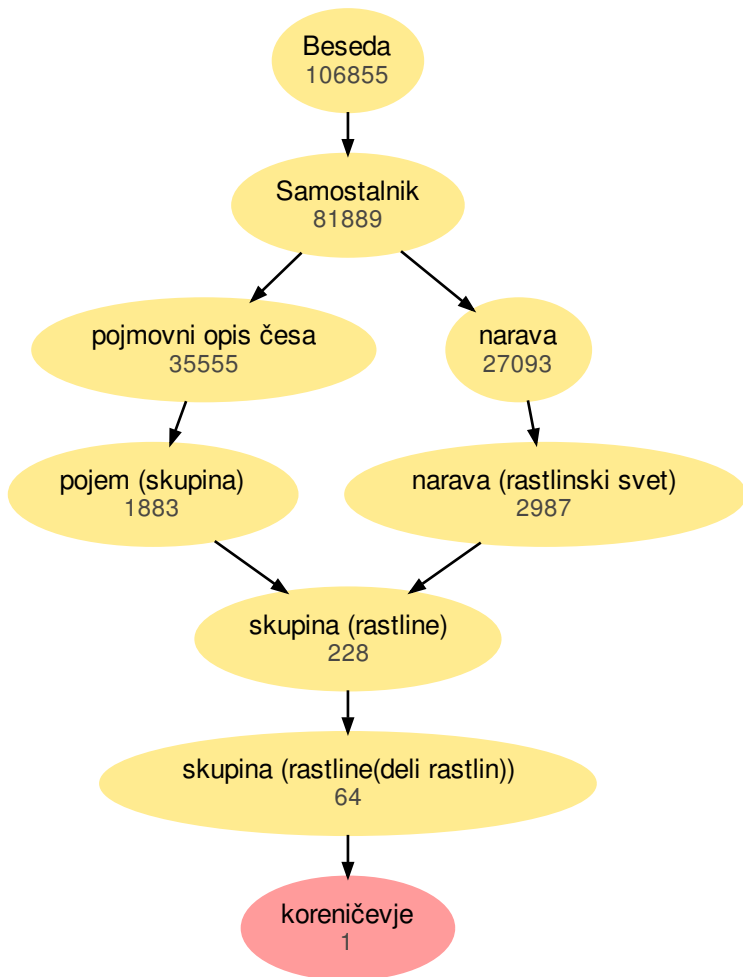 Beseda
106855
Samostalnik
81889
pojmovni opis česa
35555
narava
27093
pojem (skupina)
1883
narava (rastlinski svet)
2987
skupina (rastline)
228
skupina (rastline(deli rastlin))
64
koreničevje
1